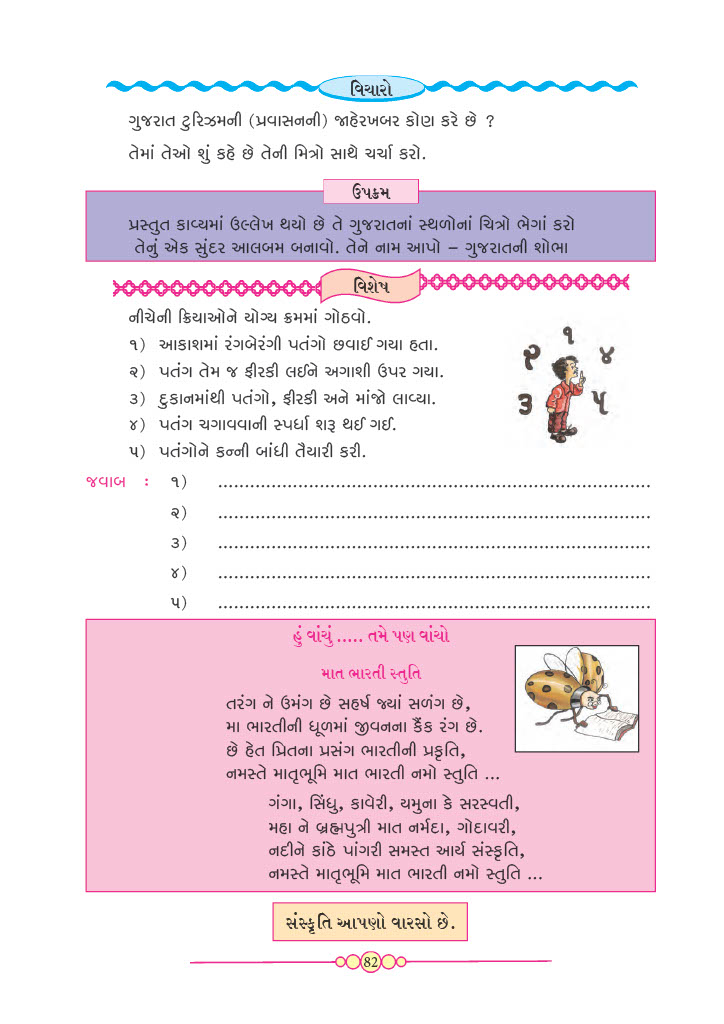 વિચારો
ગુજરાત ટુરિઝમની (પ્રવાસનની) જાહેરખબર કોણ કરે છે ?
તેમાં તેઓ શું કહે છે તેની મિત્રો સાથે ચર્ચા કરો.
ઉપક્રમ
પ્રસ્તુત કાવ્યમાં ઉલ્લેખ થયો છે તે ગુજરાતનાં સ્થળોનાં ચિત્રો ભેગાં કરો
તેનું એક સુંદર આલબમ બનાવો. તેને નામ આપો – ગુજરાતની શોભા
વિશેષ
નીચેની ક્રિયાઓને યોગ્ય ક્રમમાં ગોઠવો.
૧) આકાશમાં રંગબેરંગી પતંગો છવાઈ ગયા હતા.
૨) પતંગ તેમ જ ફીરકી લઈને અગાશી ઉપર ગયા.
૩) દુકાનમાંથી પતંગો, ફીરકી અને માંજો લાવ્યા.
૪) પતંગ ચગાવવાની સ્પર્ધા શરૂ થઈ ગઈ.
૫) પતંગોને કન્ની બાંધી તૈયારી કરી.
૧ ૨ ૪ ૩ ૫
જવાબ : ૧) ..................................................................................
૨) ..................................................................................
૩) ..................................................................................
૪) ..................................................................................
૫) ..................................................................................
હું વાંચું ..... તમે પણ વાંચો
માત ભારતી સ્તુતિ
તરંગ ને ઉમંગ છે સહર્ષ જ્યાં સળંગ છે,
મા ભારતીની ધૂળમાં જીવનના કૈંક રંગ છે.
છે હેત પ્રિતના પ્રસંગ ભારતીની પ્રકૃતિ,
નમસ્તે માતૃભૂમિ માત ભારતી નમો સ્તુતિ ...
ગંગા, સિંધુ, કાવેરી, યમુના કે સરસ્વતી,
મહા ને બ્રહ્મપુત્રી માત નર્મદા, ગોદાવરી,
નદીને કાંઠે પાંગરી સમસ્ત આર્ય સંસ્કૃતિ,
નમસ્તે માતૃભૂમિ માત ભારતી નમો સ્તુતિ ...
સંસ્કૃતિ આપણો વારસો છે.
82